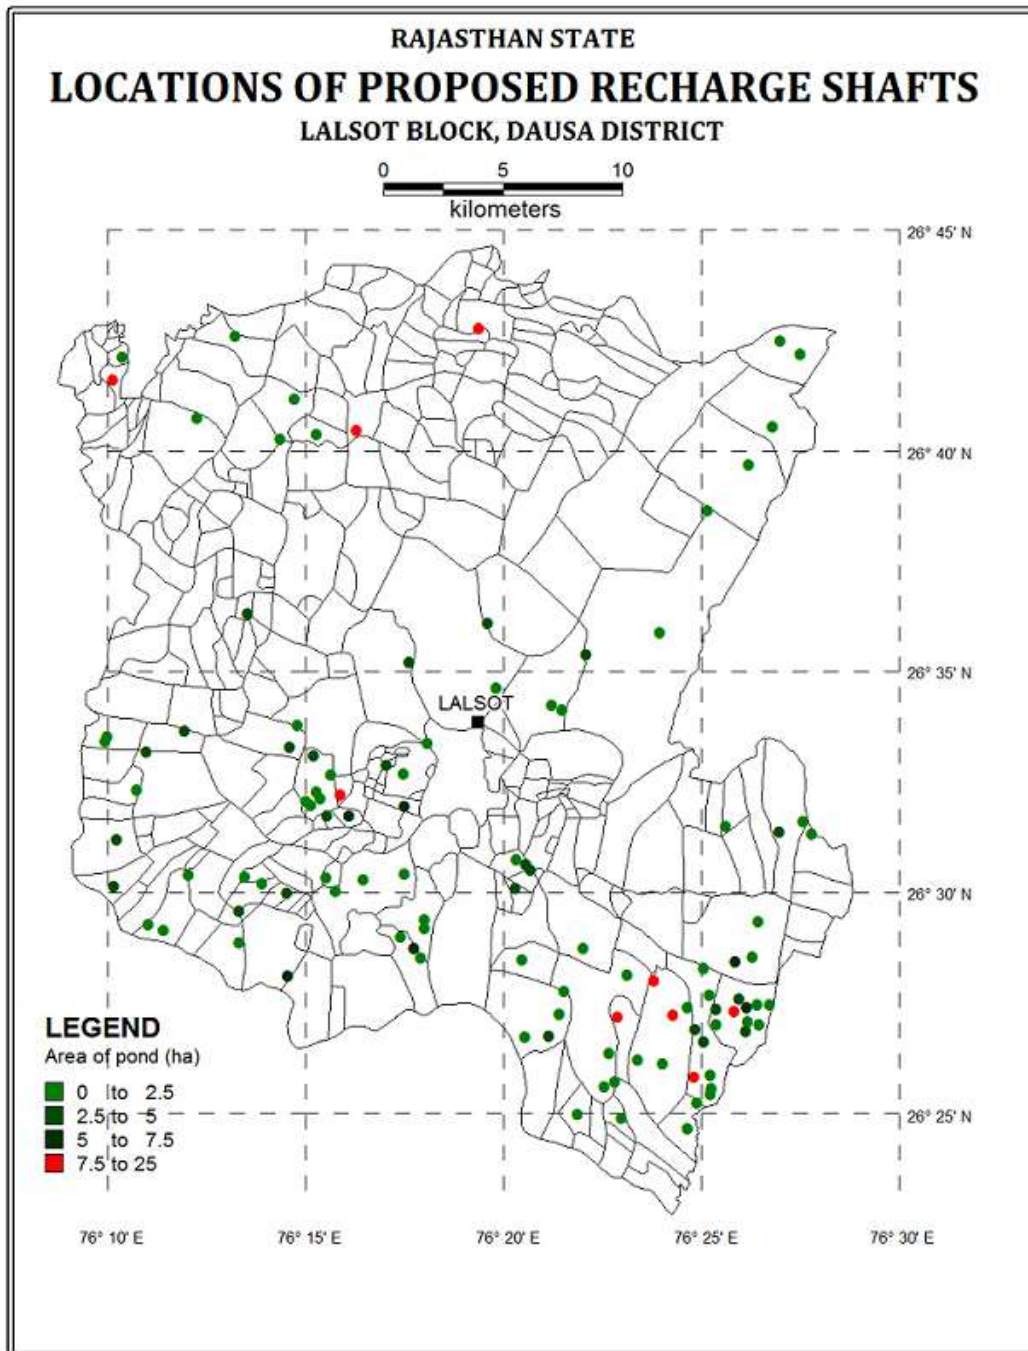 RAJASTHAN STATE
LOCATIONS OF PROPOSED RECHARGE SHAFTS
LALSOT BLOCK, DAUSA DISTRICT
0 5 10
kilometers
26° 45' N
26° 40' N
26° 35' N
LALSOT
26° 30' N
LEGEND
Area of pond (ha)
0 to 2.5
2.5 to 5
5 to 7.5
7.5 to 25
26° 25' N
76° 10' E 76° 15' E 76° 20' E 76° 25' E 76° 30' E